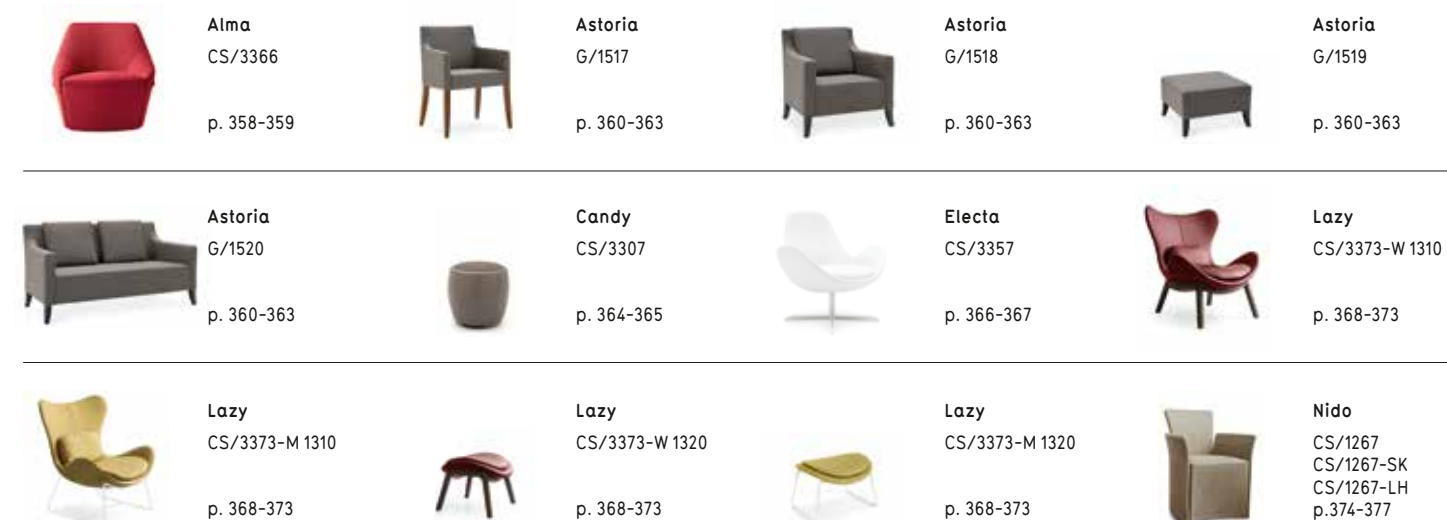 Alma
CS/3366
p. 358-359
Astoria
G/1517
p. 360-363
Astoria
G/1518
p. 360-363
Astoria
G/1519
p. 360-363
Astoria
G/1520
p. 360-363
Candy
CS/3307
p. 364-365
Electa
CS/3357
p. 366-367
Lazy
CS/3373-W 1310
p. 368-373
Lazy
CS/3373-M 1310
p. 368-373
Lazy
CS/3373-W 1320
p. 368-373
Lazy
CS/3373-M 1320
p. 368-373
Nido
CS/1267
CS/1267-SK
CS/1267-LH
p.374-377